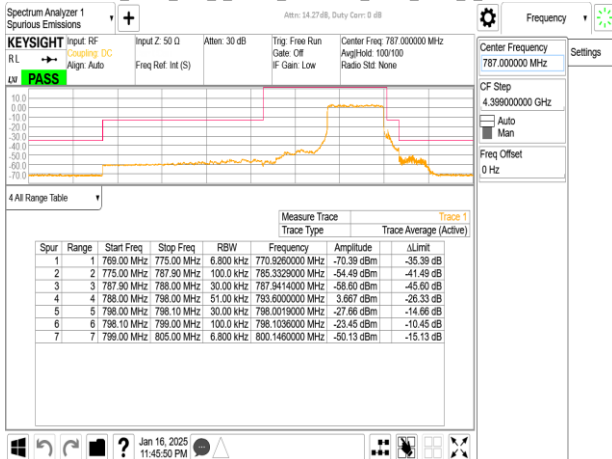 Spectrum Analyzer 1
Spurious Emissions
Attn: 14.27dB, Duty Corr: 0 dB
Frequency
KEYSIGHT
Input: RF
Input Z: 50 Ω
Atten: 30 dB
Trig: Free Run
Center Freq: 787.000000 MHz
Coupling: DC
Gate: Off
Avg|Hold: 100/100
RL
Align: Auto
Freq Ref: Int (S)
IF Gain: Low
Radio Std: None
LXI
PASS
Center Frequency
787.000000 MHz
Settings
CF Step
4.399000000 GHz
Auto
Man
Freq Offset
0 Hz
10.0
0.00
-10.0
-20.0
-30.0
-40.0
-50.0
-60.0
-70.0
4 All Range Table
Measure Trace Trace 1
Trace Type Trace Average (Active)
Spur Range Start Freq Stop Freq RBW Frequency Amplitude ΔLimit
1 1 769.00 MHz 775.00 MHz 6.800 kHz 770.9260000 MHz -70.39 dBm -35.39 dB
2 2 775.00 MHz 787.90 MHz 100.0 kHz 785.3329000 MHz -54.49 dBm -41.49 dB
3 3 787.90 MHz 788.00 MHz 30.00 kHz 787.9414000 MHz -58.60 dBm -45.60 dB
4 4 788.00 MHz 798.00 MHz 51.00 kHz 793.6000000 MHz 3.667 dBm -26.33 dB
5 5 798.00 MHz 798.10 MHz 30.00 kHz 798.0019000 MHz -27.66 dBm -14.66 dB
6 6 798.10 MHz 799.00 MHz 100.0 kHz 798.1036000 MHz -23.45 dBm -10.45 dB
7 7 799.00 MHz 805.00 MHz 6.800 kHz 800.1460000 MHz -50.13 dBm -15.13 dB
Jan 16, 2025
11:45:50 PM